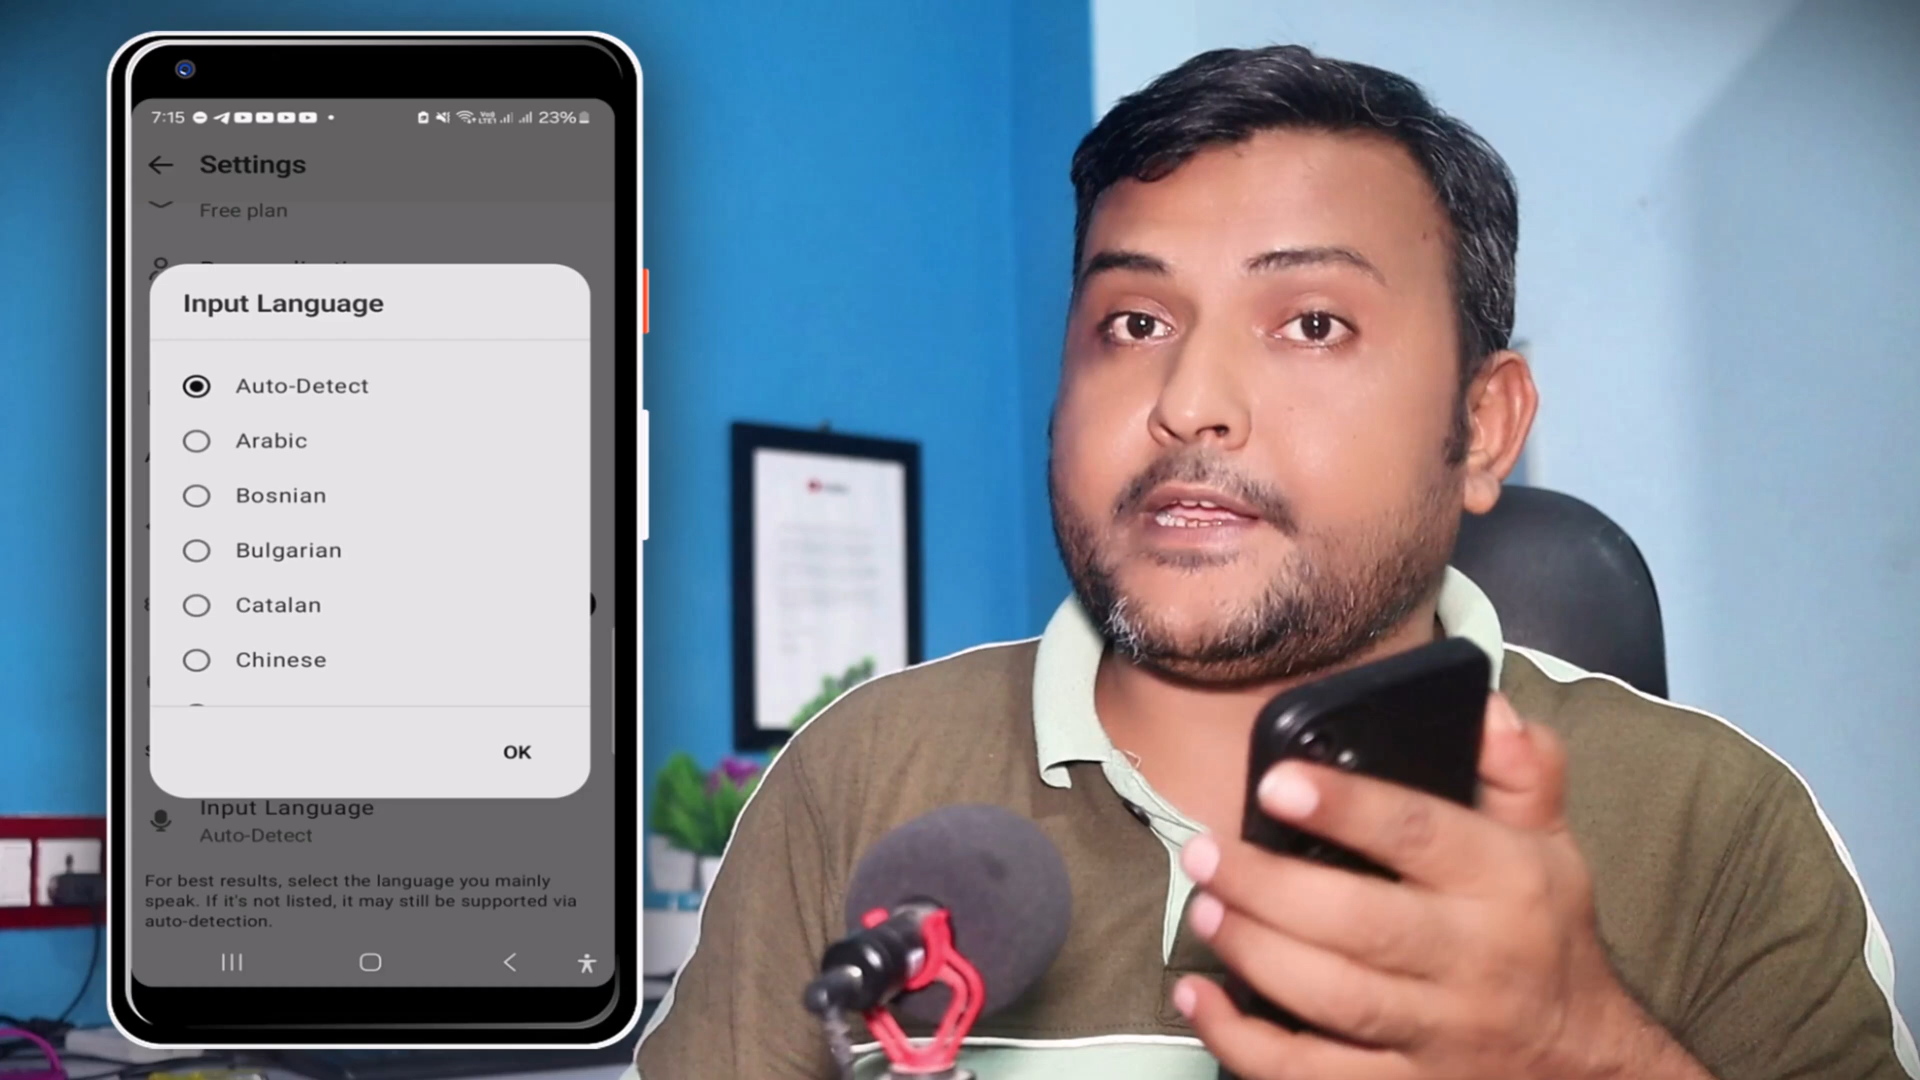 7:15
23%
Settings
Free plan
Input Language
Auto-Detect
Arabic
Bosnian
Bulgarian
Catalan
Chinese
OK
Input Language
Auto-Detect
For best results, select the language you mainly
speak. If it's not listed, it may still be supported via
auto-detection.